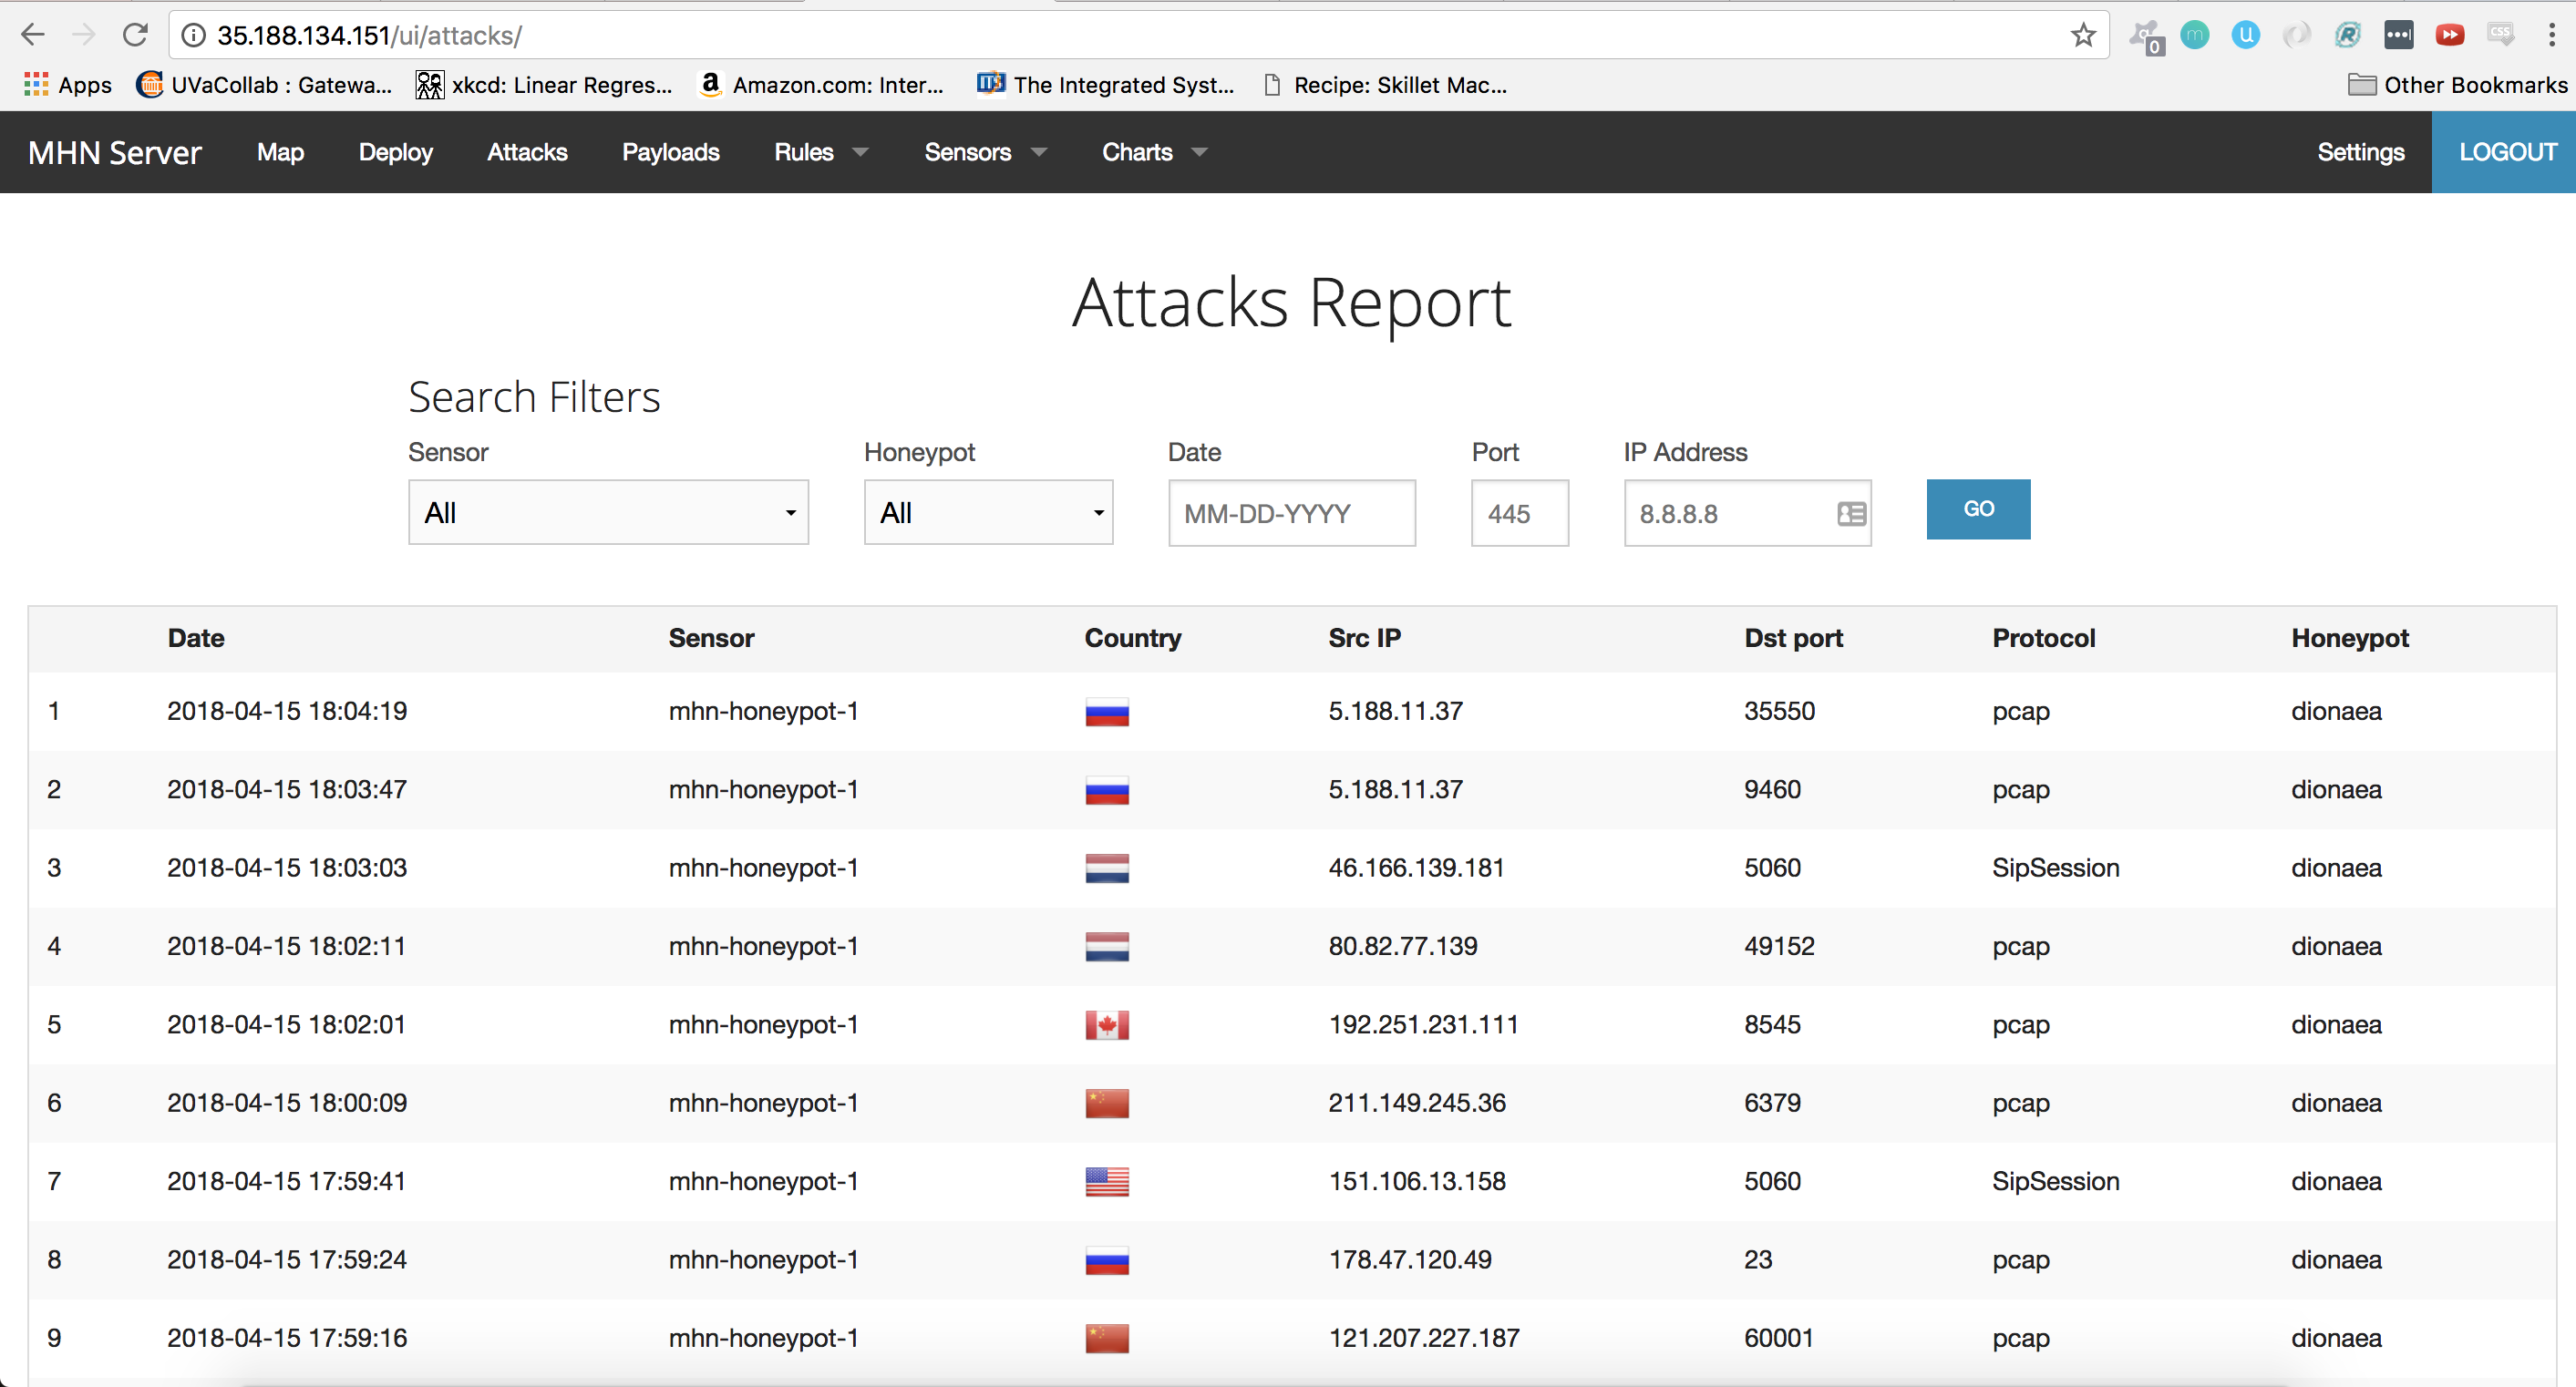 35.188.134.151/ui/attacks/
0
m
u
R
CSS
Apps
UVaCollab : Gatewa...
xkcd: Linear Regres...
a
Amazon.com: Inter...
The Integrated Syst...
Recipe: Skillet Mac...
Other Bookmarks
MHN Server
Map
Deploy
Attacks
Payloads
Rules
Sensors
Charts
Settings
LOGOUT
Attacks Report
Search Filters
Sensor Honeypot Date Port IP Address
All All MM-DD-YYYY 445 8.8.8.8 GO
Date Sensor Country Src IP Dst port Protocol Honeypot
1 2018-04-15 18:04:19 mhn-honeypot-1 5.188.11.37 35550 pcap dionaea
2 2018-04-15 18:03:47 mhn-honeypot-1 5.188.11.37 9460 pcap dionaea
3 2018-04-15 18:03:03 mhn-honeypot-1 46.166.139.181 5060 SipSession dionaea
4 2018-04-15 18:02:11 mhn-honeypot-1 80.82.77.139 49152 pcap dionaea
5 2018-04-15 18:02:01 mhn-honeypot-1 192.251.231.111 8545 pcap dionaea
6 2018-04-15 18:00:09 mhn-honeypot-1 211.149.245.36 6379 pcap dionaea
7 2018-04-15 17:59:41 mhn-honeypot-1 151.106.13.158 5060 SipSession dionaea
8 2018-04-15 17:59:24 mhn-honeypot-1 178.47.120.49 23 pcap dionaea
9 2018-04-15 17:59:16 mhn-honeypot-1 121.207.227.187 60001 pcap dionaea